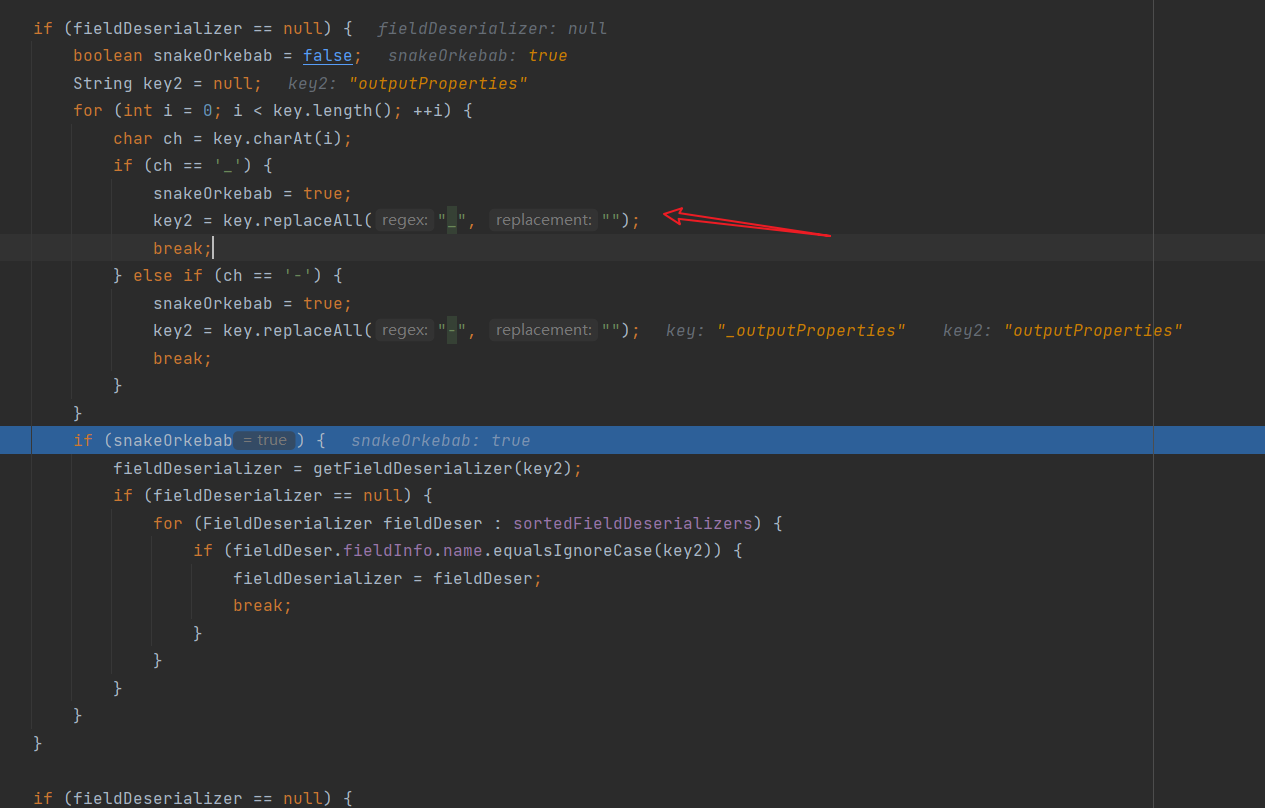 if (fieldDeserializer == null) {   fieldDeserializer: null
    boolean snakeOrkebab = false;   snakeOrkebab: true
    String key2 = null;   key2: "outputProperties"
    for (int i = 0; i < key.length(); ++i) {
        char ch = key.charAt(i);
        if (ch == '_') {
            snakeOrkebab = true;
            key2 = key.replaceAll( regex: "_", replacement: "");
            break;
        } else if (ch == '-') {
            snakeOrkebab = true;
            key2 = key.replaceAll( regex: "-", replacement: "");   key: "_outputProperties"    key2: "outputProperties"
            break;
        }
    }
    if (snakeOrkebab = true ) {   snakeOrkebab: true
        fieldDeserializer = getFieldDeserializer(key2);
        if (fieldDeserializer == null) {
            for (FieldDeserializer fieldDeser : sortedFieldDeserializers) {
                if (fieldDeser.fieldInfo.name.equalsIgnoreCase(key2)) {
                    fieldDeserializer = fieldDeser;
                    break;
                }
            }
        }
    }
}
if (fieldDeserializer == null) {